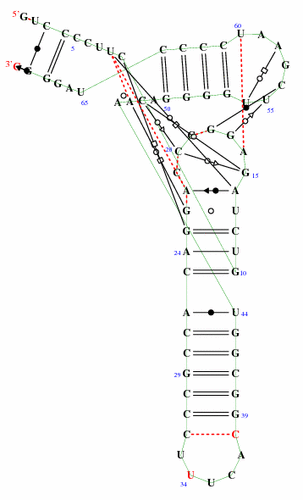 5'
G U C C C C U U C
5
60
C C C C U A A G C U U
55
3'
G G A U
65
A A C A G G G G
50
G G G A
G
15
C
C
A A
G U
G C
24
A U
C G
10
A U
44
C G
C G
29
G C
C G
C G
39
C C
U A
U U C
34